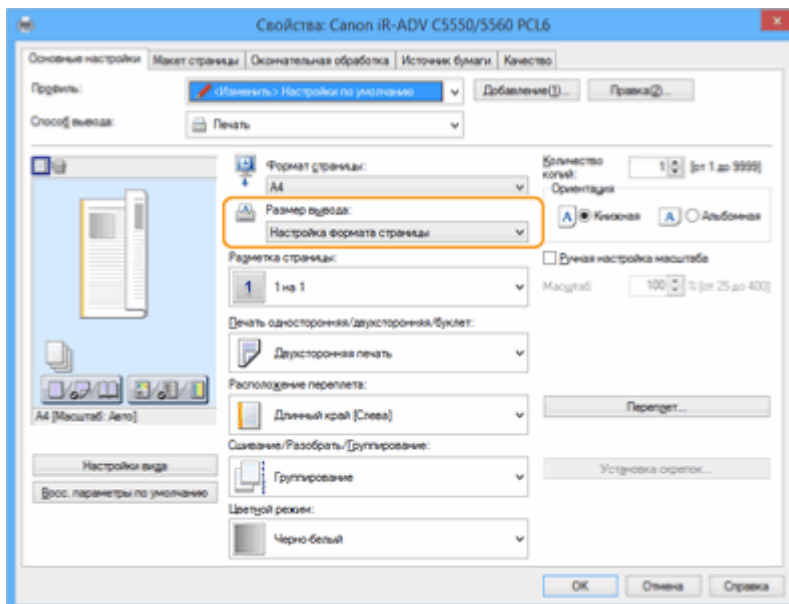 Свойства: Canon iR-ADV C5550/5560 PCL6
Основные настройки Макет страницы Окончательная обработка Источник бумаги Качество
Профиль: <Изменить> Настройки по умолчанию Добавление(1)... Правка(2)...
Способ вывода: Печать
Формат страницы:
A4
Размер вывода:
Настройка формата страницы
Количество копий: 1 [от 1 до 9999]
Ориентация
A Книжная A Альбомная
Разметка страницы:
1 1 на 1
Ручная настройка масштаба
Масштаб: 100 % [от 25 до 400]
Печать односторонняя/двухсторонняя/буклет:
Двухсторонняя печать
Расположение переплета:
Длинный край [Слева]
Переплет...
A4 [Масштаб: Авто]
Сшивание/Разобрать/Группирование:
Группирование
Установка скрепок...
Настройки вида
Восс. параметры по умолчанию
Цветной режим:
Черно-белый
OK Отмена Справка